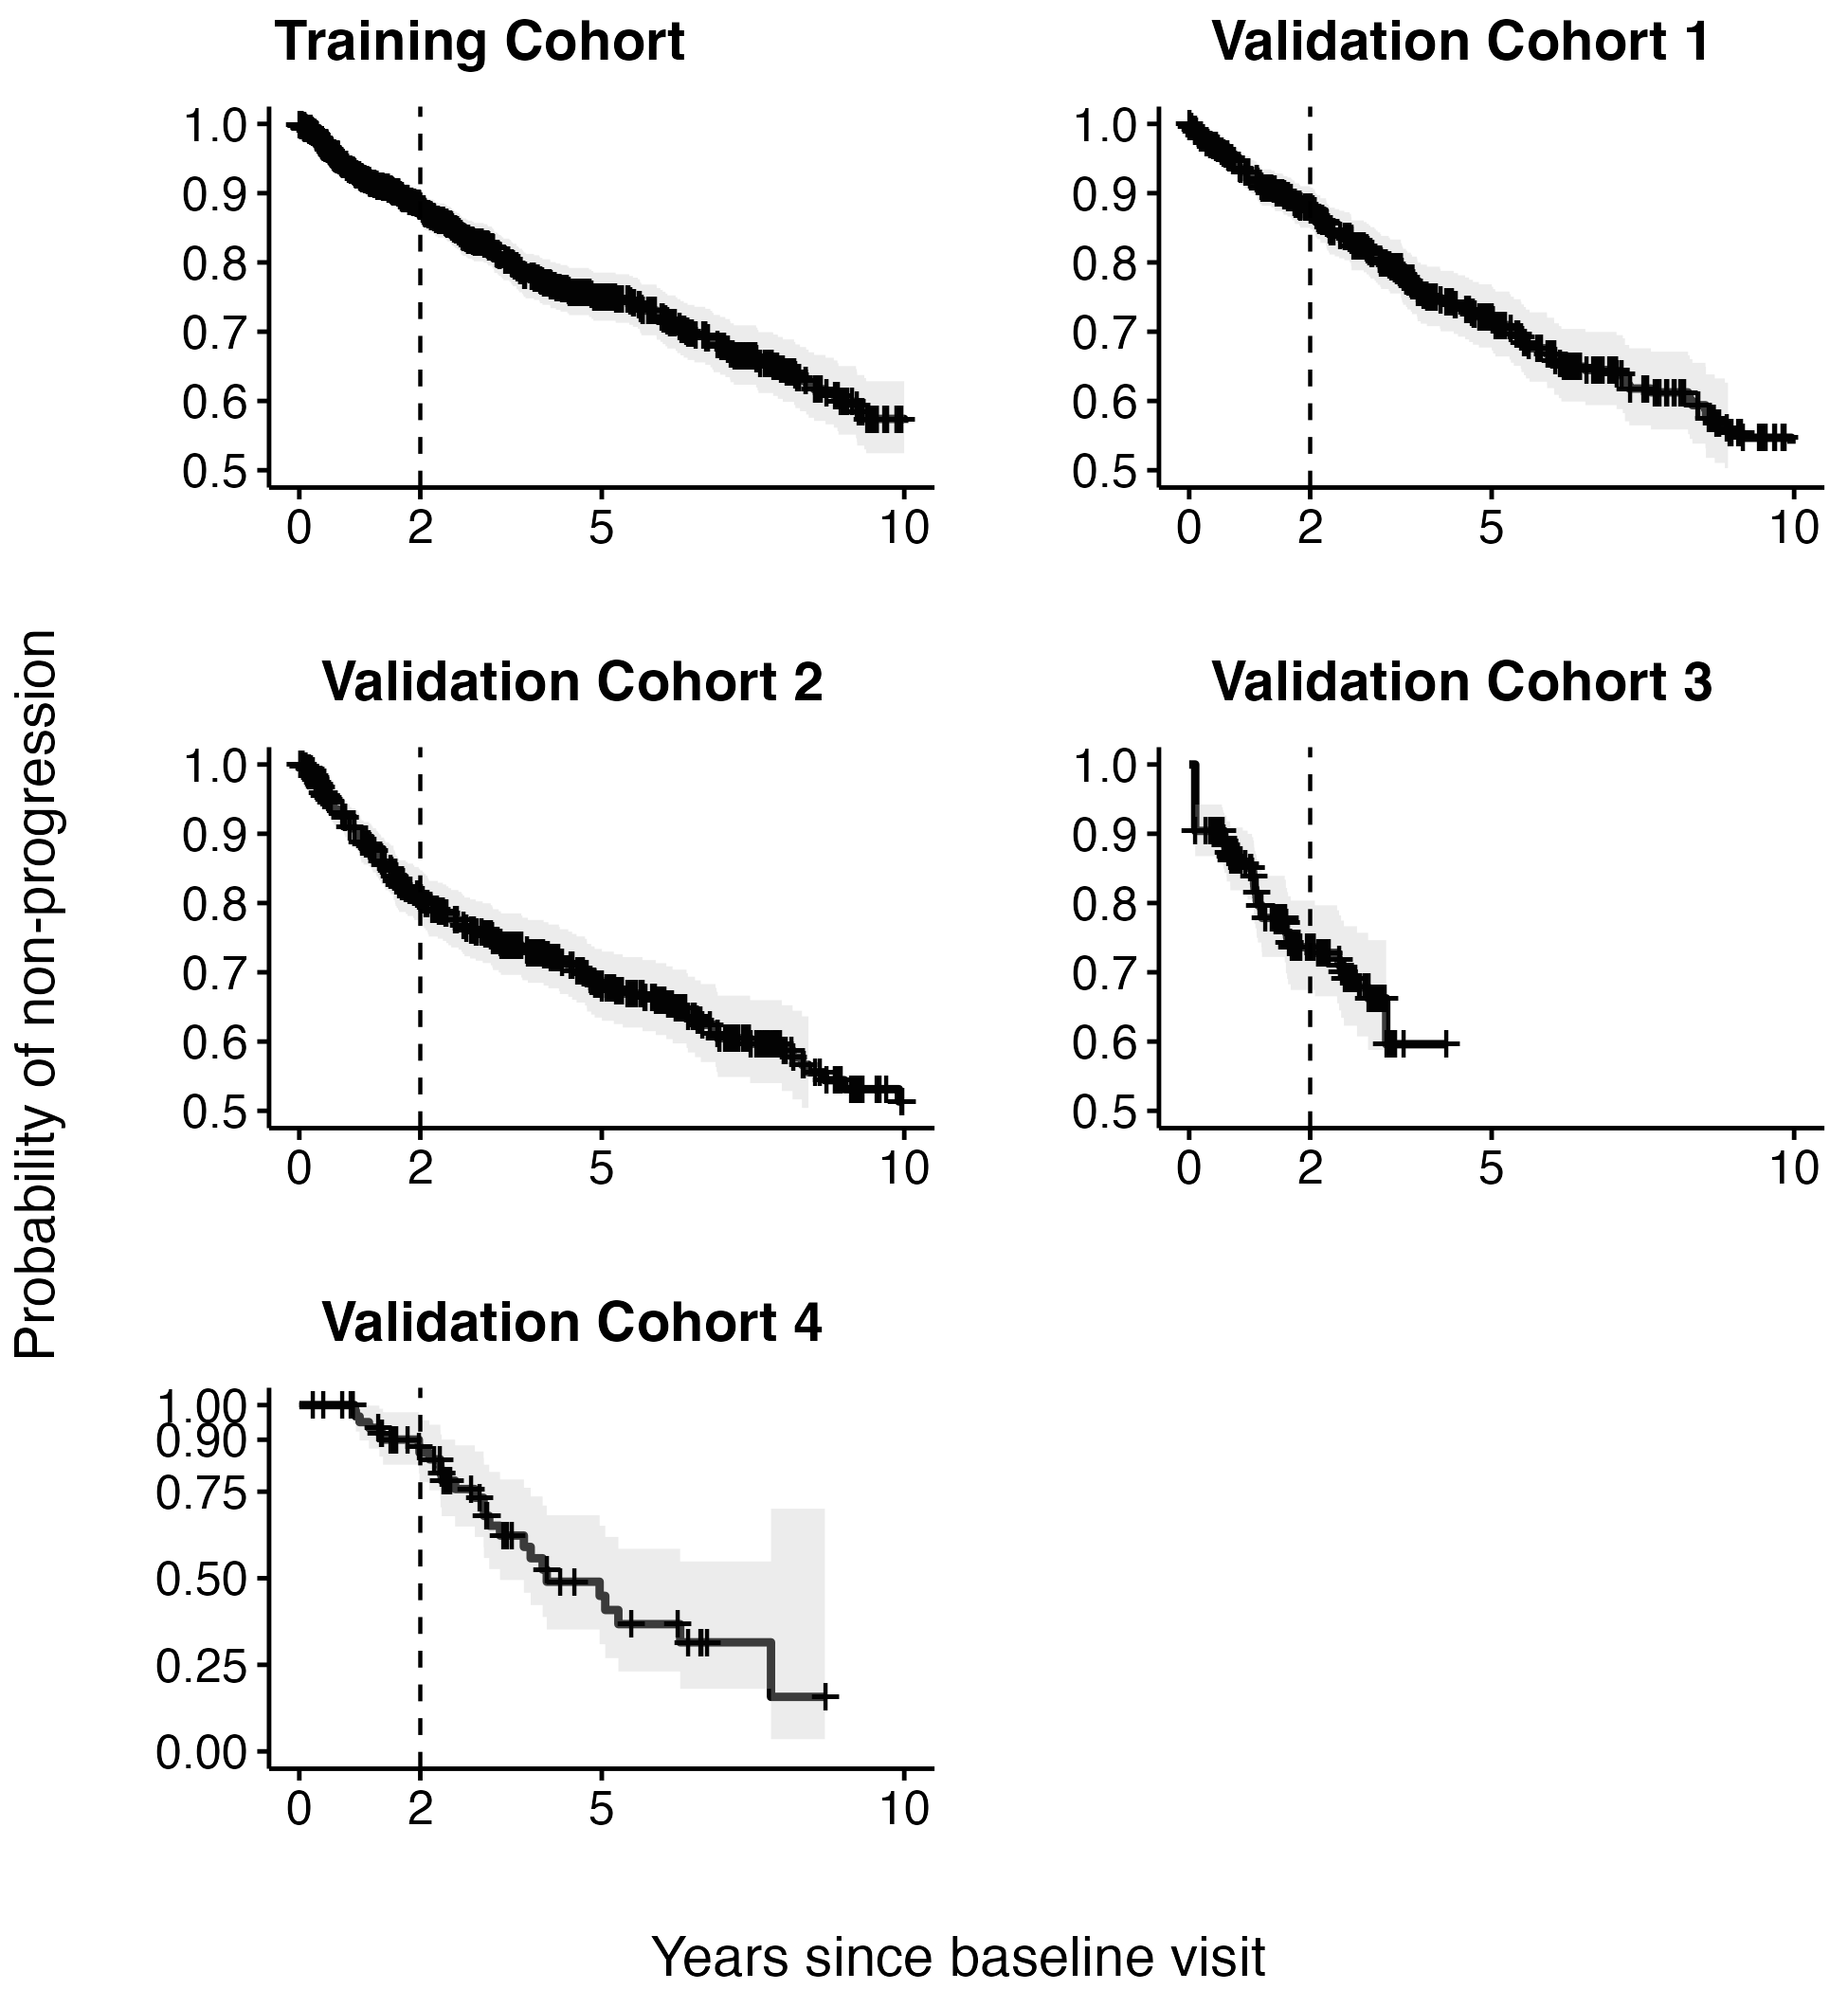 Training Cohort
1.0
0.9
0.8
0.7
0.6
0.5
0 2 5 10
Validation Cohort 1
1.0
0.9
0.8
0.7
0.6
0.5
0 2 5 10
Probability of non-progression
Validation Cohort 2
1.0
0.9
0.8
0.7
0.6
0.5
0 2 5 10
Validation Cohort 3
1.0
0.9
0.8
0.7
0.6
0.5
0 2 5 10
Validation Cohort 4
1.00
0.90
0.75
0.50
0.25
0.00
0 2 5 10
Years since baseline visit